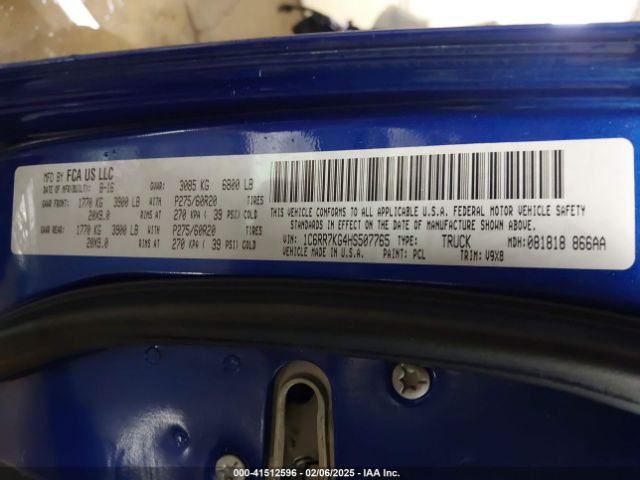 MFD BY FCA US LLC
DATE OF MFR/BUILT: 8-16 GVWR: 3085 KG 6800 LB
GAWR FRONT: 1770 KG 3900 LB WITH P275/60R20 TIRES
20X9.0 RIMS AT 270 KPA ( 39 PSI) COLD
GAWR REAR: 1770 KG 3900 LB WITH P275/60R20 TIRES
20X9.0 RIMS AT 270 KPA ( 39 PSI) COLD
THIS VEHICLE CONFORMS TO ALL APPLICABLE U.S.A. FEDERAL MOTOR VEHICLE SAFETY
STANDARDS IN EFFECT ON THE DATE OF MANUFACTURE SHOWN ABOVE.
VIN: 1C6RR7KG4HS507765 TYPE: TRUCK MDH: 081818 866AA
VEHICLE MADE IN U.S.A. PAINT: PCL TRIM: V9X8
000-41512596 - 02/06/2025 - IAA Inc.